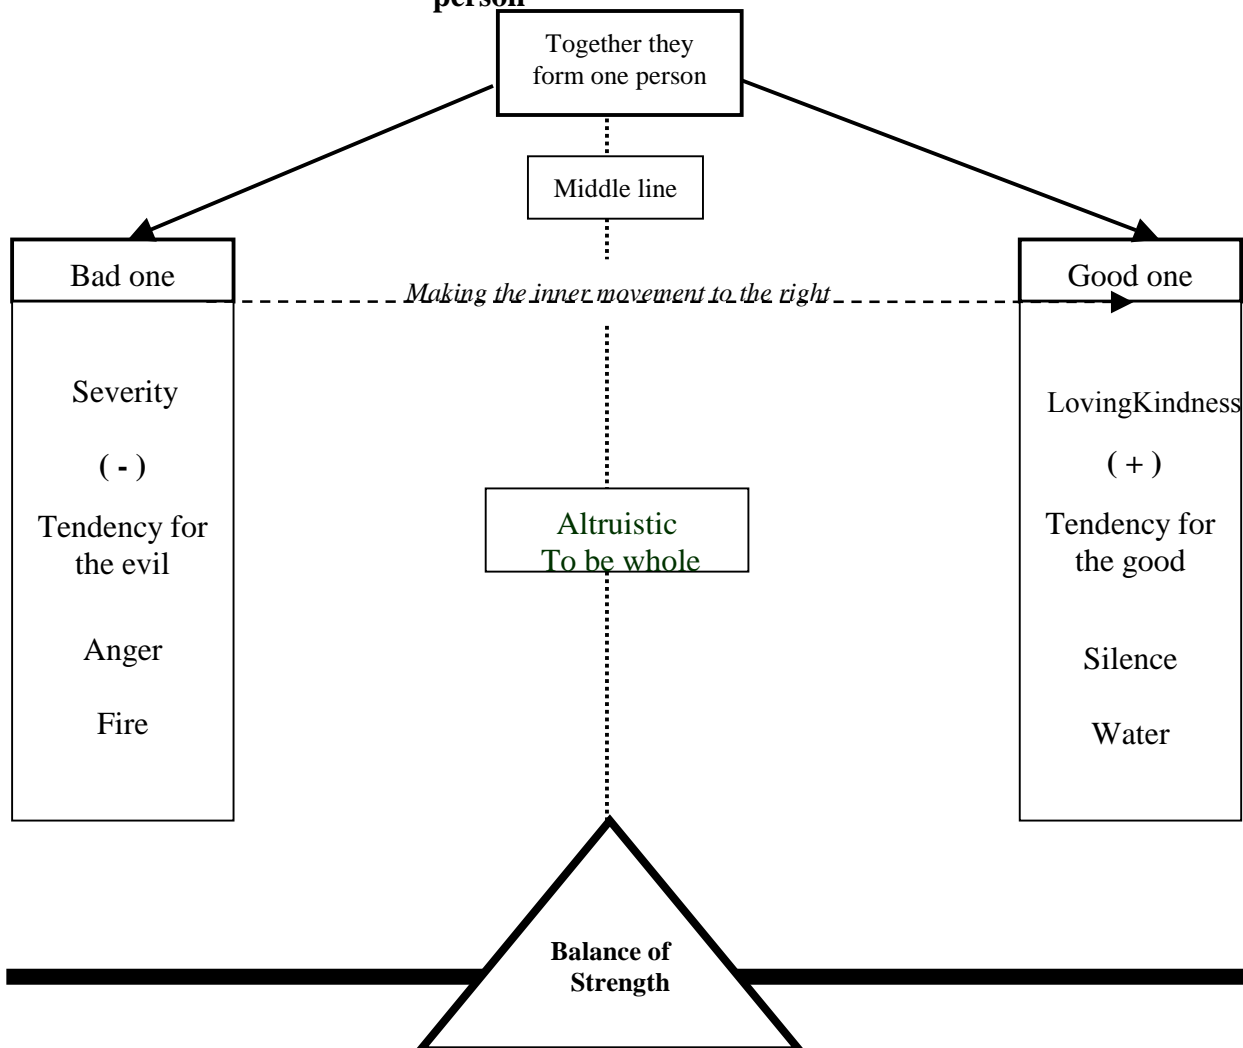 person
Together they
form one person
Middle line
Bad one
Making the inner movement to the right
Good one
Severity
( - )
Tendency for
the evil
Anger
Fire
Altruistic
To be whole
LovingKindness
( + )
Tendency for
the good
Silence
Water
Balance of
Strength